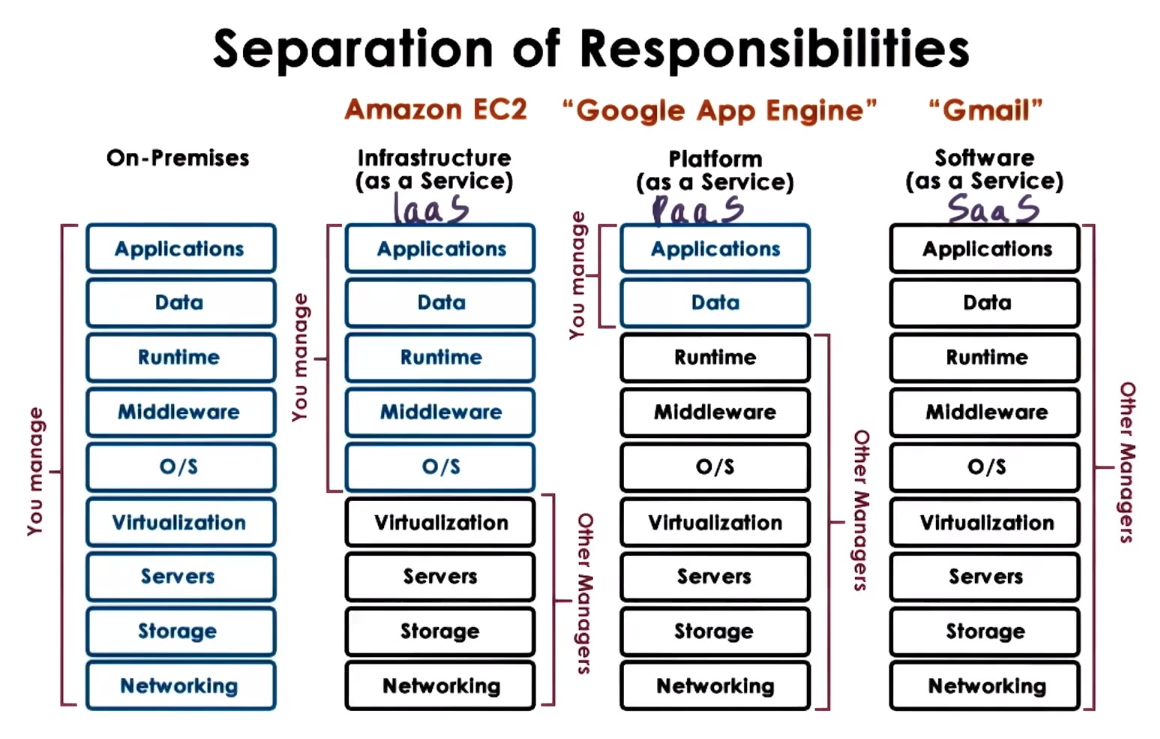 Separation of Responsibilities
Amazon EC2
“Google App Engine”
“Gmail”
On-Premises
Infrastructure
(as a Service)
IaaS
Platform
(as a Service)
PaaS
Software
(as a Service)
SaaS
You manage
Applications
Data
Runtime
Middleware
O/S
Virtualization
Servers
Storage
Networking
You manage
Applications
Data
Runtime
Middleware
O/S
Virtualization
Servers
Storage
Networking
Other Managers
You manage
Applications
Data
Runtime
Middleware
O/S
Virtualization
Servers
Storage
Networking
Other Managers
Applications
Data
Runtime
Middleware
O/S
Virtualization
Servers
Storage
Networking
Other Managers